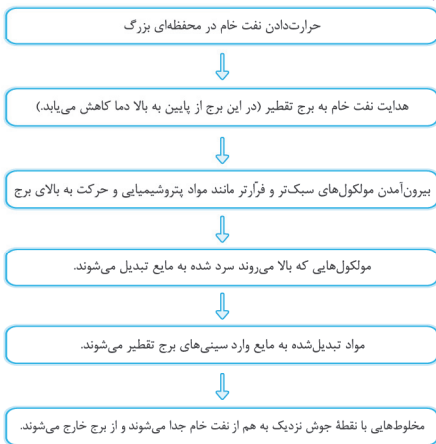 حرارت‌دادن نفت خام در محفظه‌ای بزرگ
هدایت نفت خام به برج تقطیر (در این برج از پایین به بالا دما کاهش می‌یابد.)
بیرون‌آمدن مولکول‌های سبک‌تر و فرّارتر مانند مواد پتروشیمیایی و حرکت به بالای برج
مولکول‌هایی که بالا می‌روند سرد شده به مایع تبدیل می‌شوند.
مواد تبدیل‌شده به مایع وارد سینی‌های برج تقطیر می‌شوند.
مخلوط‌هایی با نقطهٔ جوش نزدیک به هم از نفت خام جدا می‌شوند و از برج خارج می‌شوند.